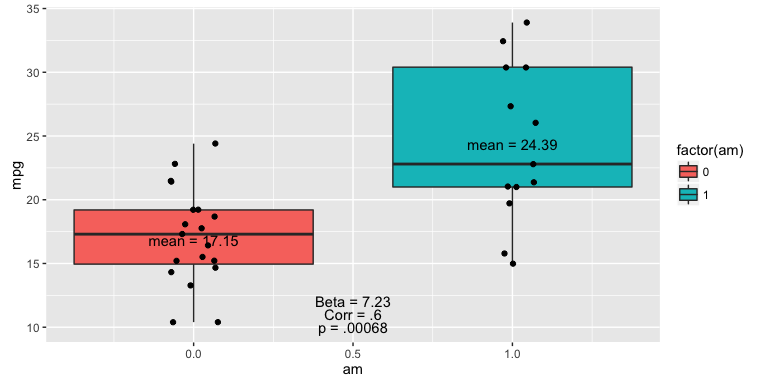 35
30
25
20
15
10
mpg
mean = 24.39
mean = 17.15
Beta = 7.23
Corr = .6
p = .00068
0.0
0.5
1.0
am
factor(am)
0
1